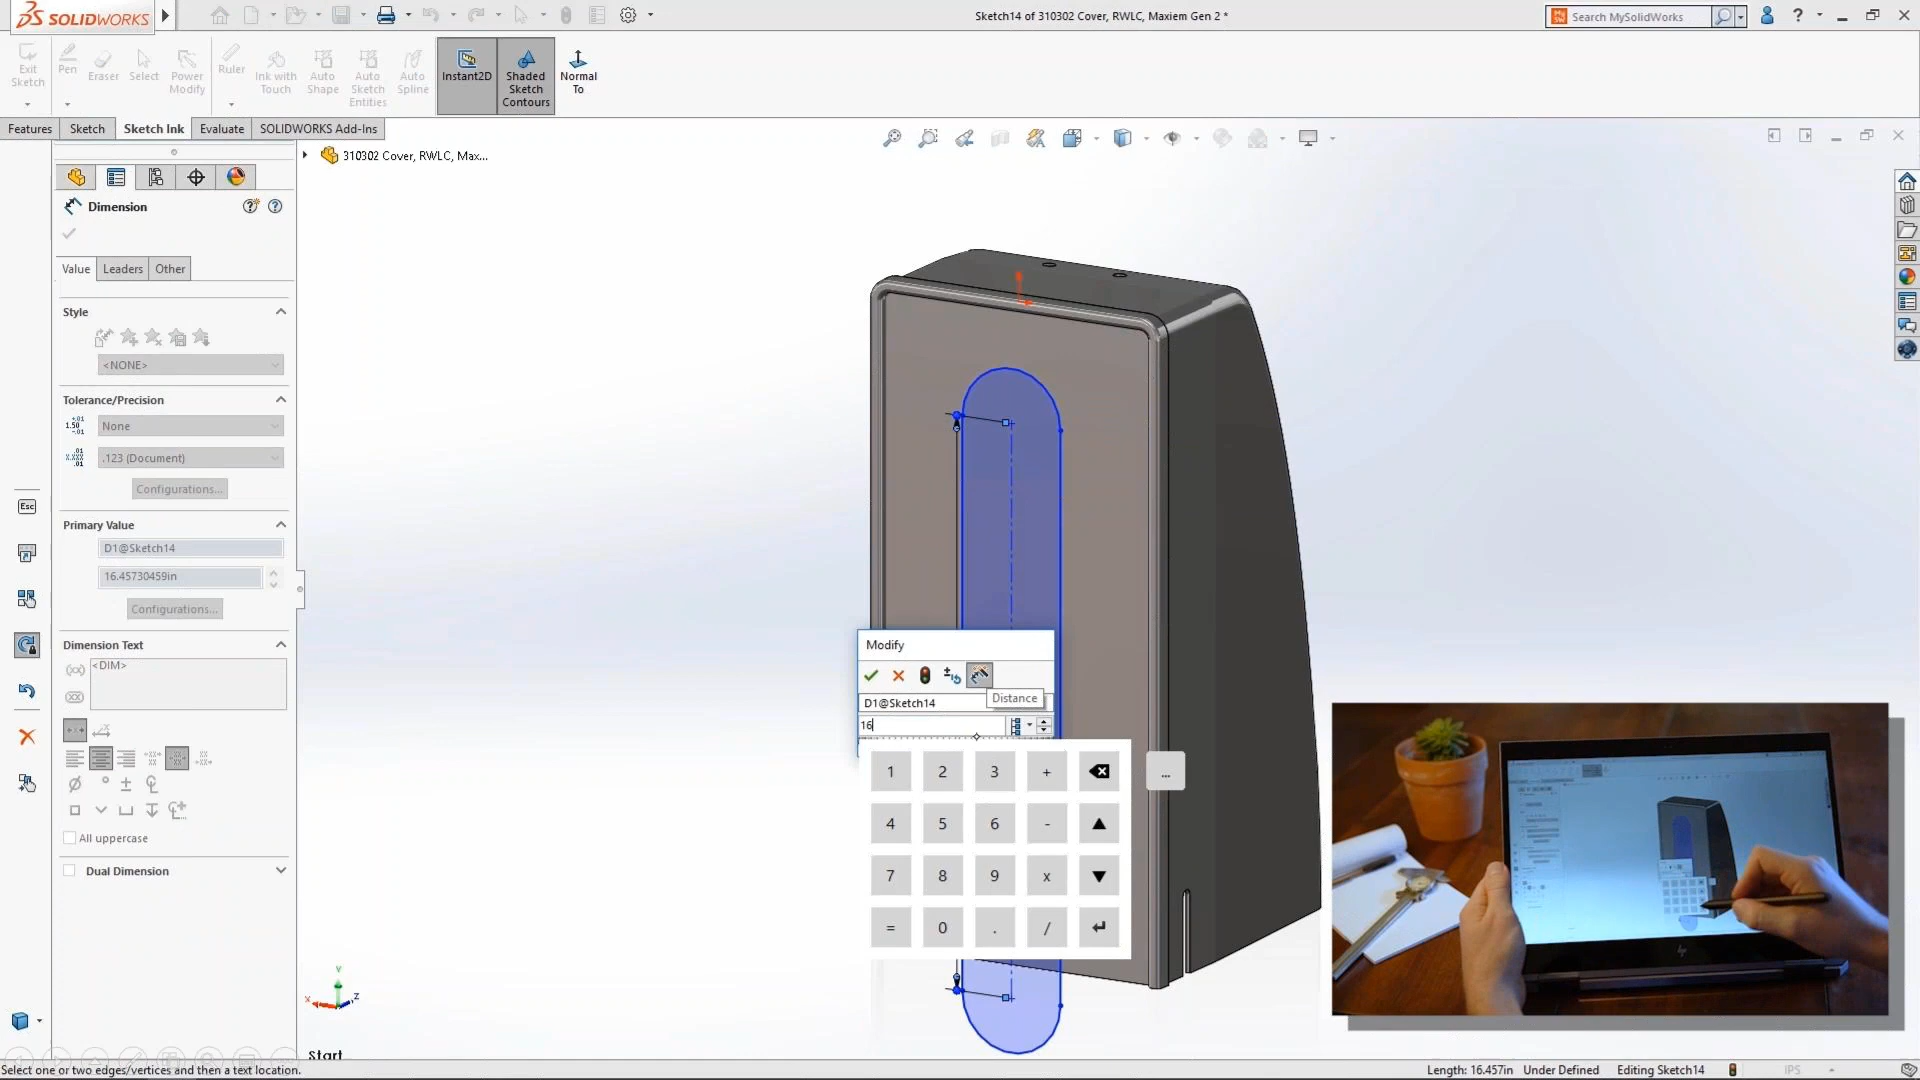 SOLIDWORKS
Sketch14 of 310302 Cover, RWLC, Maxiem Gen 2 *
Search MySolidWorks
Exit Sketch
Pen
Eraser
Select
Power Modify
Ruler
Ink with Touch
Auto Shape
Auto Sketch Entities
Auto Spline
Instant2D
Shaded Sketch Contours
Normal To
Features
Sketch
Sketch Ink
Evaluate
SOLIDWORKS Add-Ins
310302 Cover, RWLC, Max...
Dimension
Value
Leaders
Other
Style
<NONE>
Tolerance/Precision
None
.123 (Document)
Configurations...
Primary Value
D1@Sketch14
16.45730459in
Configurations...
Dimension Text
<DIM>
All uppercase
Dual Dimension
Esc
Modify
Distance
D1@Sketch14
16
1 2 3 +
...
4 5 6 -
7 8 9 x
= 0 . /
Y
X
Z
Start
Select one or two edges/vertices and then a text location.
Length: 16.457in
Under Defined
Editing Sketch14
IPS